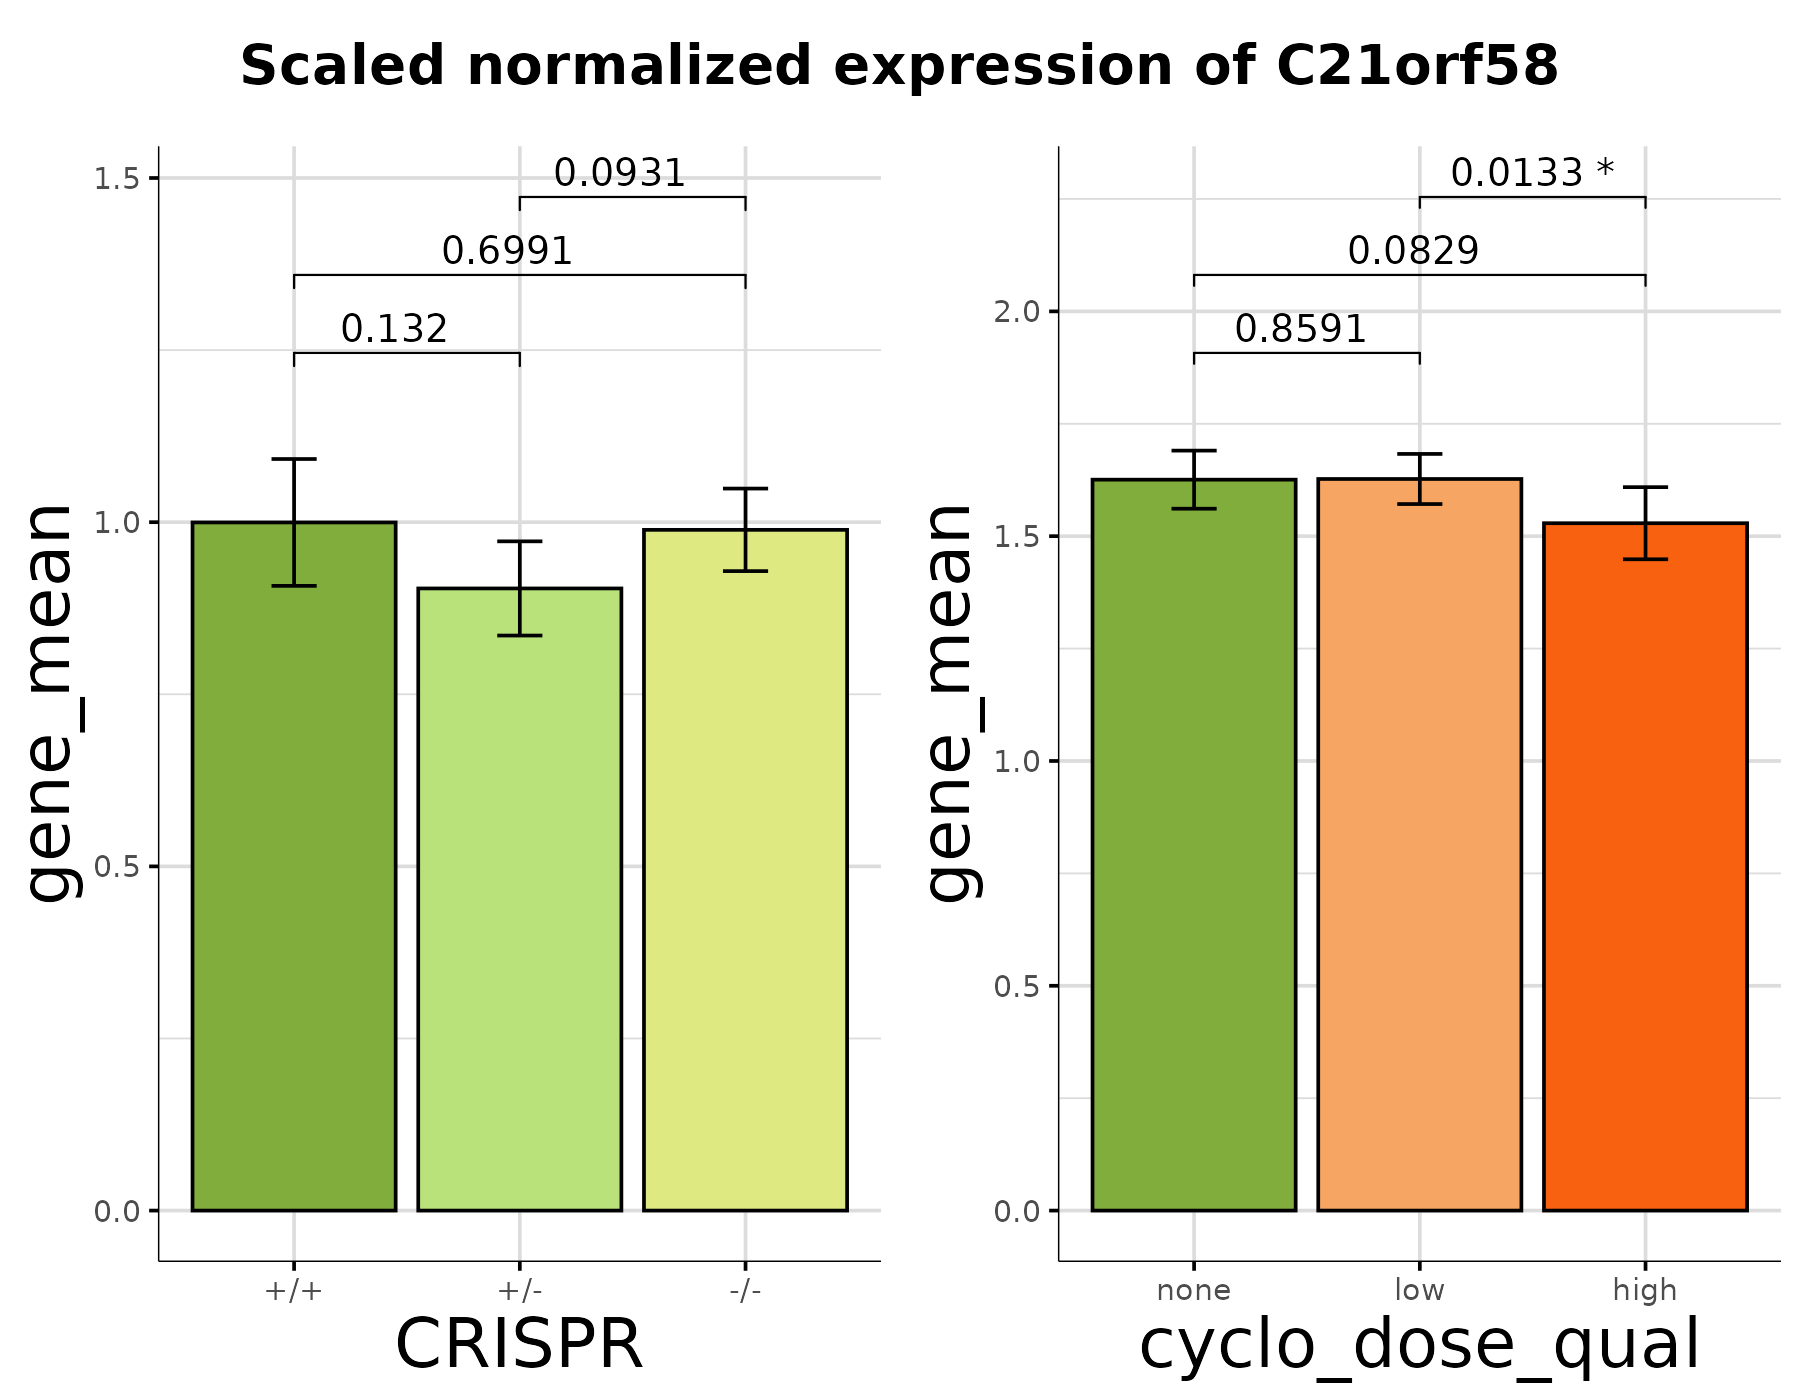 Scaled normalized expression of C21orf58
gene_mean
1.5
1.0
0.5
0.0
0.0931
0.6991
0.132
+/+
+/-
-/-
CRISPR
gene_mean
2.0
1.5
1.0
0.5
0.0
0.0133 *
0.0829
0.8591
none
low
high
cyclo_dose_qual